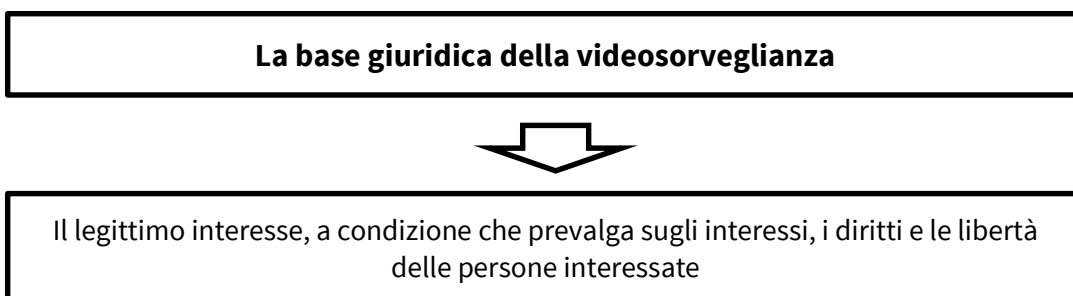 La base giuridica della videosorveglianza
Il legittimo interesse, a condizione che prevalga sugli interessi, i diritti e le libertà
delle persone interessate